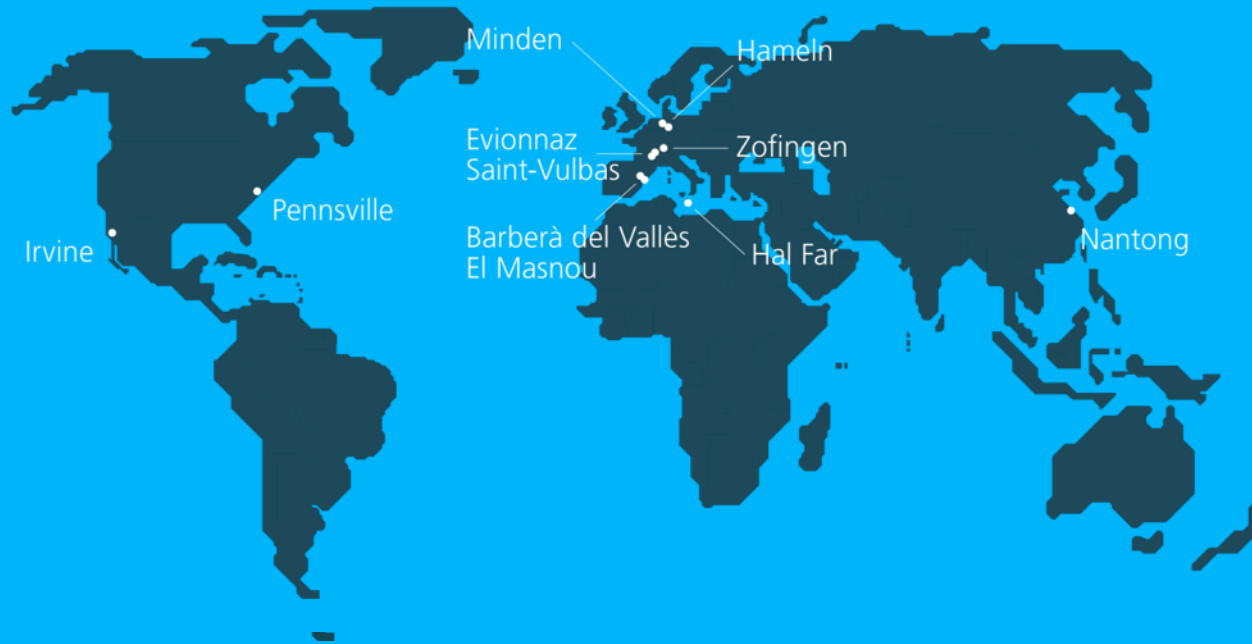 Minden
Hameln
Evionnaz
Saint-Vulbas
Zofingen
Pennsville
Irvine
Barberà del Vallès
El Masnou
Hal Far
Nantong